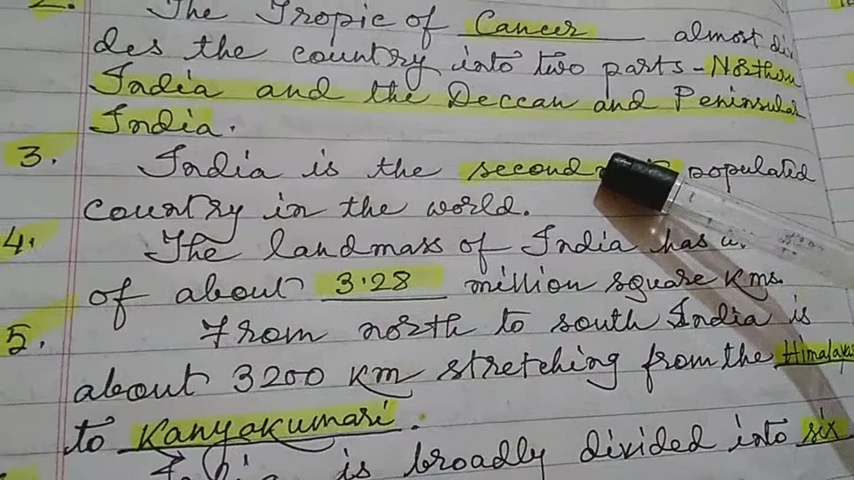 2. The Tropic of Cancer almost di
des the country into two parts - Northern
India and the Deccan and Peninsular
India.
3. India is the second populated
country in the world.
4. The landmass of India has
of about 3.28 million square kms.
5. From north to south India is
about 3200 km stretching from the Himalayas
to Kanyakumari.
India is broadly divided into six